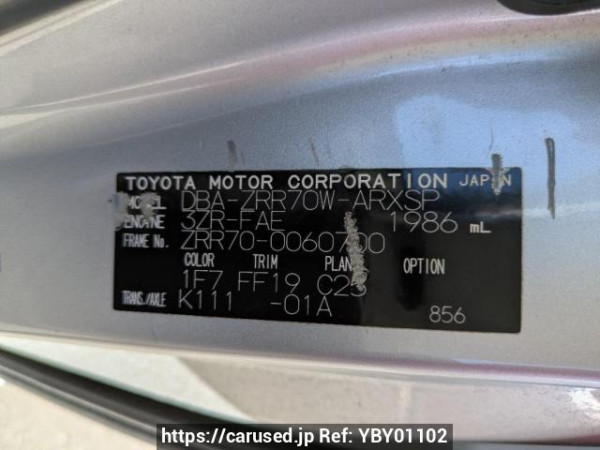 TOYOTA MOTOR CORPORATION JAPAN
MODEL DBA-ZRR70W-ARXSP
ENGINE 3ZR-FAE 1986 mL
FRAME No. ZRR70-0060700
COLOR TRIM PLANT OPTION
1F7 FF19 C25
TRANS./AXLE K111 -01A
856
https://carused.jp Ref: YBY01102